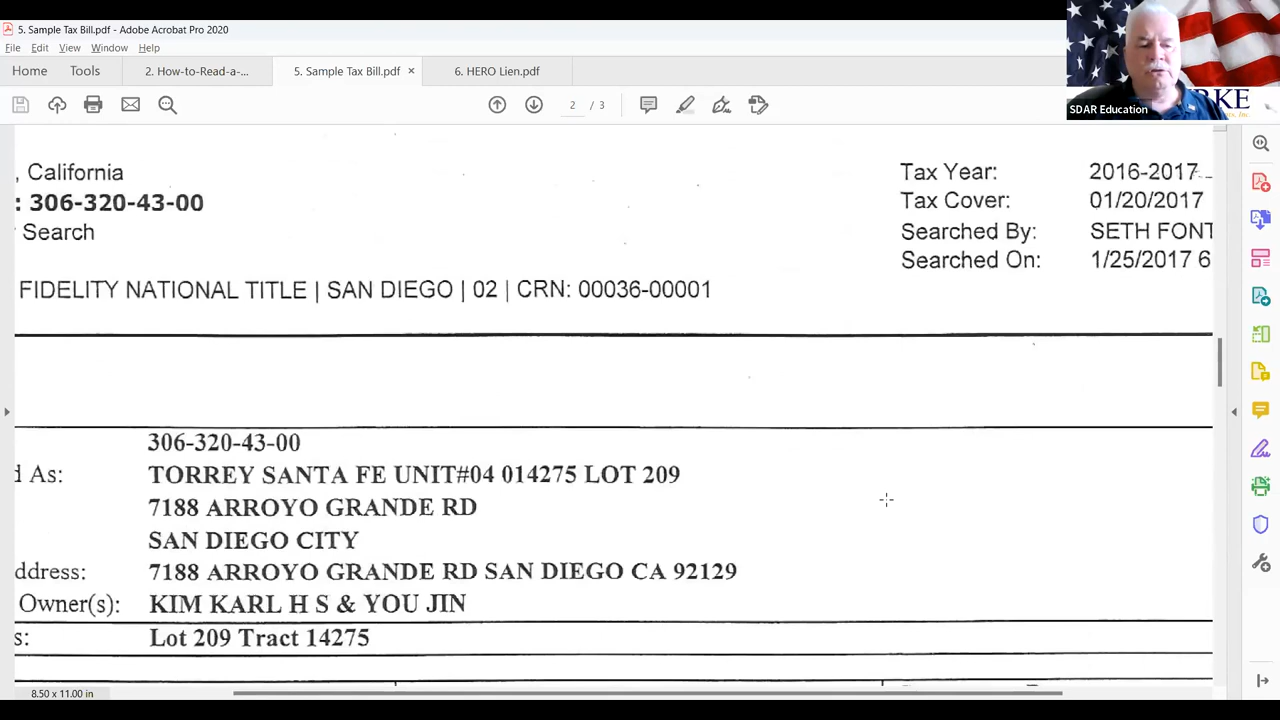 5. Sample Tax Bill.pdf - Adobe Acrobat Pro 2020
File Edit View Window Help
Home Tools 2. How-to-Read-a-... 5. Sample Tax Bill.pdf × 6. HERO Lien.pdf
2 / 3
SDAR Education
RKE
, California
: 306-320-43-00
Search
Tax Year: 2016-2017
Tax Cover: 01/20/2017
Searched By: SETH FONT
Searched On: 1/25/2017 6
FIDELITY NATIONAL TITLE | SAN DIEGO | 02 | CRN: 00036-00001
306-320-43-00
d As: TORREY SANTA FE UNIT#04 014275 LOT 209
7188 ARROYO GRANDE RD
SAN DIEGO CITY
ddress: 7188 ARROYO GRANDE RD SAN DIEGO CA 92129
Owner(s): KIM KARL H S & YOU JIN
s: Lot 209 Tract 14275
8.50 x 11.00 in